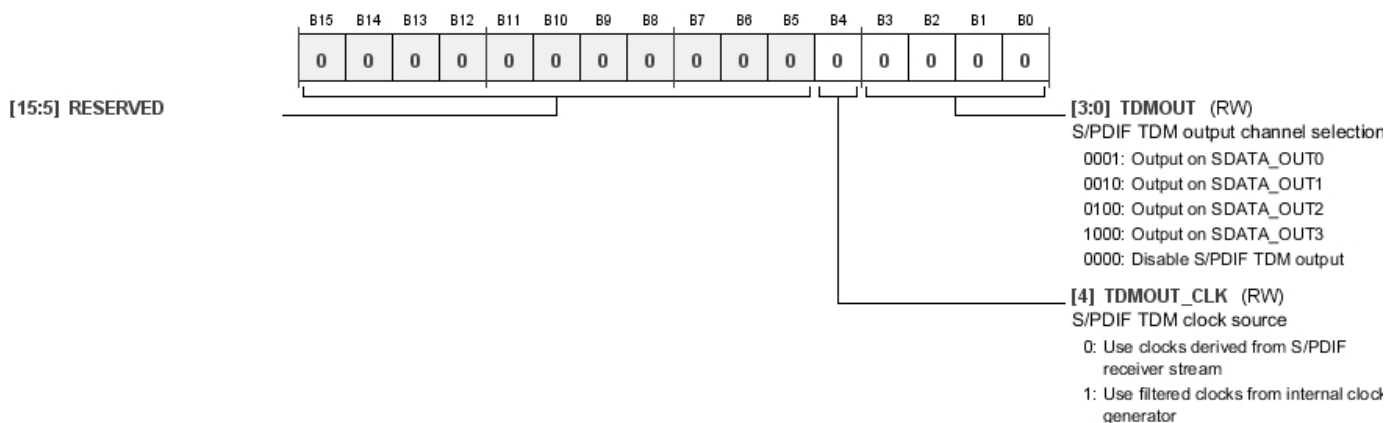 B15 B14 B13 B12 B11 B10 B9 B8 B7 B6 B5 B4 B3 B2 B1 B0
0 0 0 0 0 0 0 0 0 0 0 0 0 0 0 0
[15:5] RESERVED
[3:0] TDMOUT (RW)
S/PDIF TDM output channel selection
0001: Output on SDATA_OUT0
0010: Output on SDATA_OUT1
0100: Output on SDATA_OUT2
1000: Output on SDATA_OUT3
0000: Disable S/PDIF TDM output
[4] TDMOUT_CLK (RW)
S/PDIF TDM clock source
0: Use clocks derived from S/PDIF
receiver stream
1: Use filtered clocks from internal clock
generator